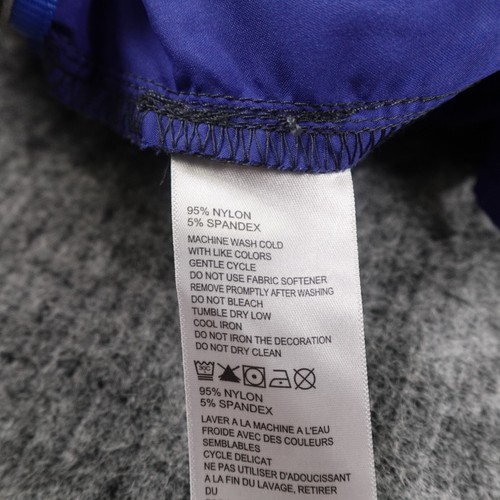 95% NYLON
5% SPANDEX
MACHINE WASH COLD
WITH LIKE COLORS
GENTLE CYCLE
DO NOT USE FABRIC SOFTENER
REMOVE PROMPTLY AFTER WASHING
DO NOT BLEACH
TUMBLE DRY LOW
COOL IRON
DO NOT IRON THE DECORATION
DO NOT DRY CLEAN
95% NYLON
5% SPANDEX
LAVER A LA MACHINE A L'EAU
FROIDE AVEC DES COULEURS
SEMBLABLES
CYCLE DELICAT
NE PAS UTILISER D'ADOUCISSANT
A LA FIN DU LAVAGE, RETIRER
DU